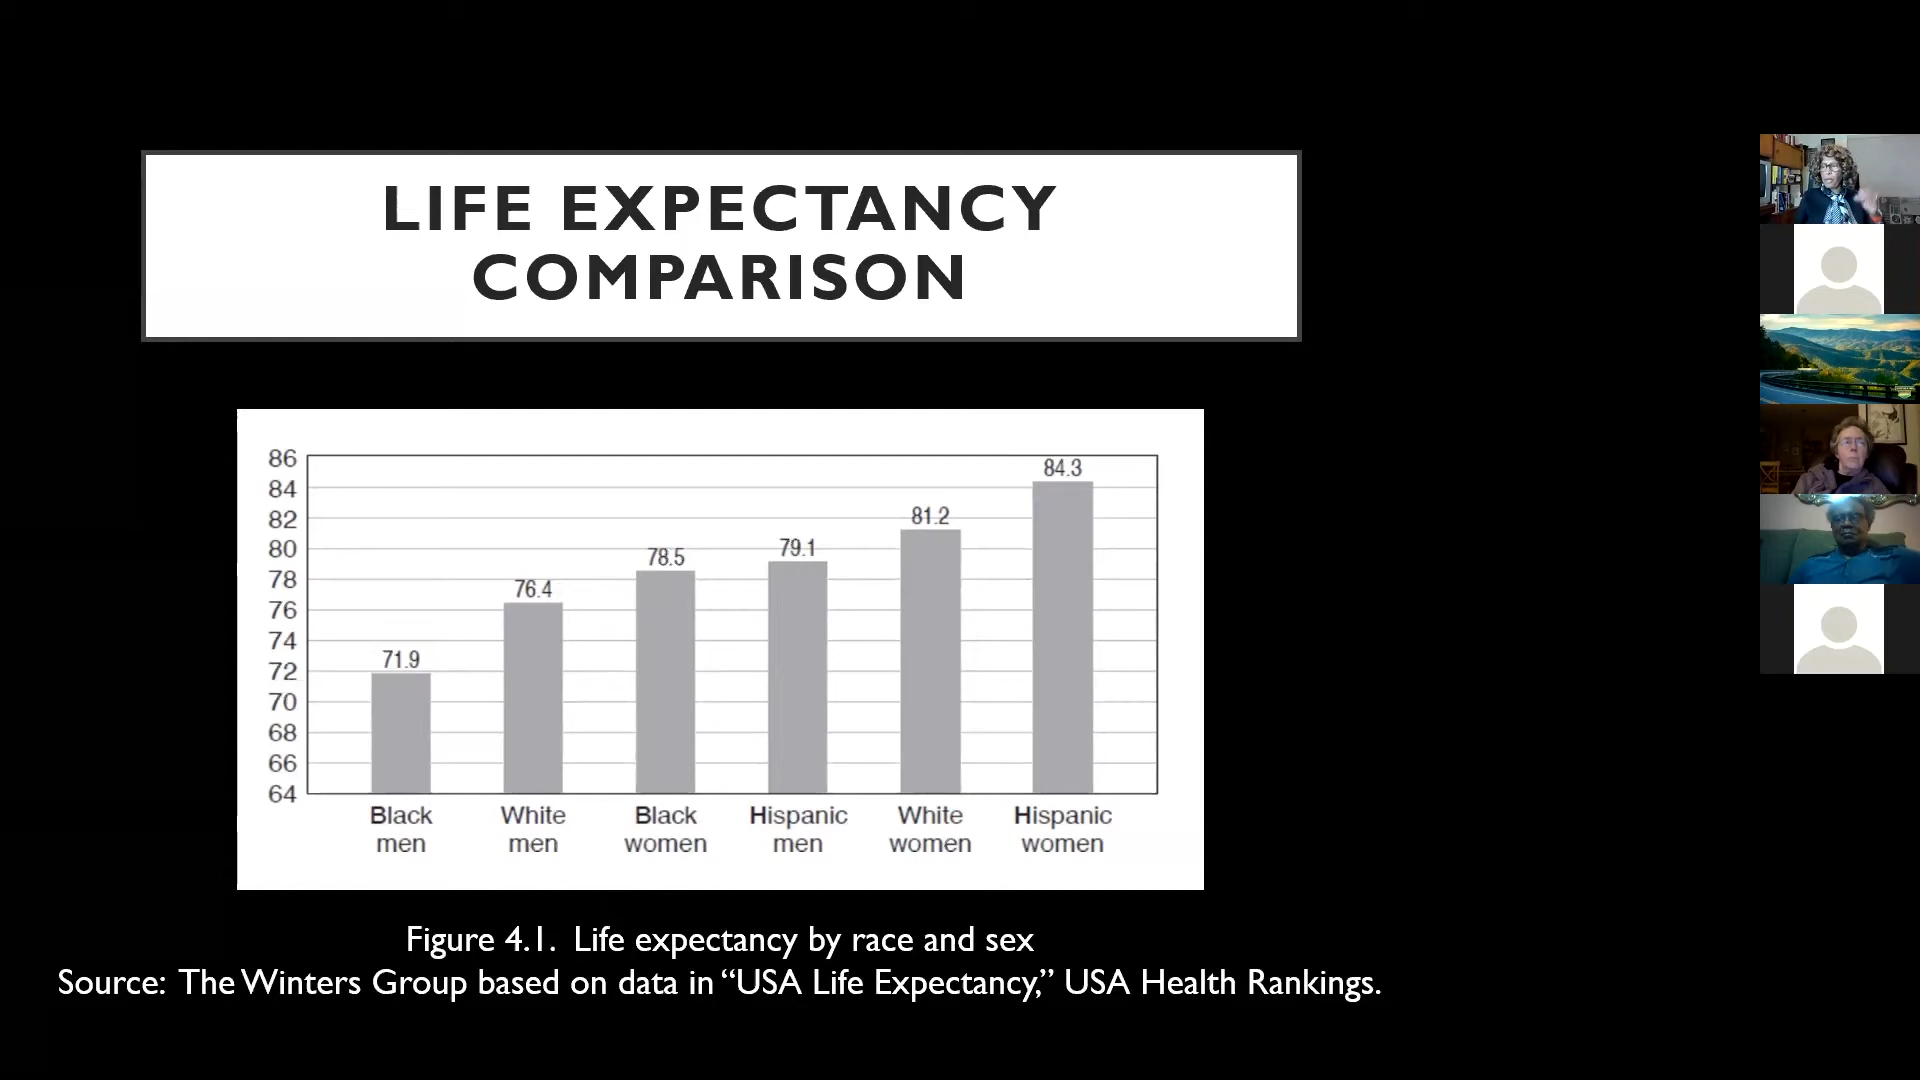 LIFE EXPECTANCY
COMPARISON
86
84
82
80
78
76
74
72
70
68
66
64
71.9
76.4
78.5
79.1
81.2
84.3
Black men
White men
Black women
Hispanic men
White women
Hispanic women
Figure 4.1. Life expectancy by race and sex
Source: The Winters Group based on data in “USA Life Expectancy,” USA Health Rankings.